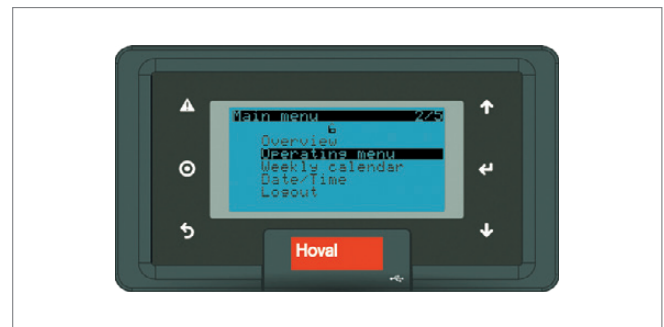 Main menu 2/5
Overview
Operating menu
Weekly calendar
Date/Time
Logout
Hoval